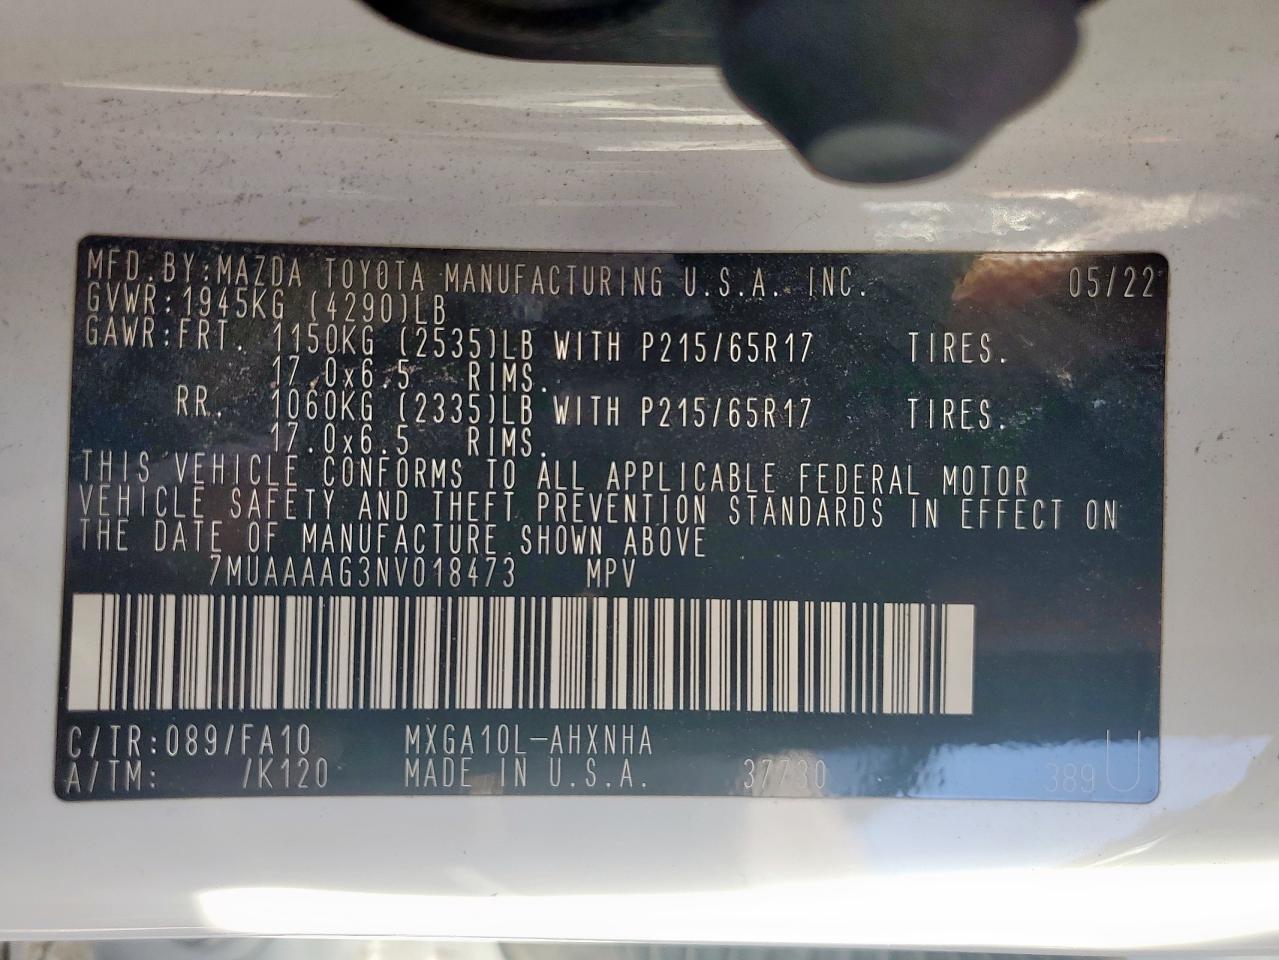 MFD.BY:MAZDA TOYOTA MANUFACTURING U.S.A. INC. 05/22
GVWR:1945KG (4290)LB
GAWR:FRT. 1150KG (2535)LB WITH P215/65R17 TIRES.
17.0x6.5 RIMS.
RR. 1060KG (2335)LB WITH P215/65R17 TIRES.
17.0x6.5 RIMS.
THIS VEHICLE CONFORMS TO ALL APPLICABLE FEDERAL MOTOR
VEHICLE SAFETY AND THEFT PREVENTION STANDARDS IN EFFECT ON
THE DATE OF MANUFACTURE SHOWN ABOVE
7MUAAAAG3NV018473 MPV
C/TR:089/FA10 MXGA10L-AHXNHA
A/TM: /K120 MADE IN U.S.A. 37730 389 U